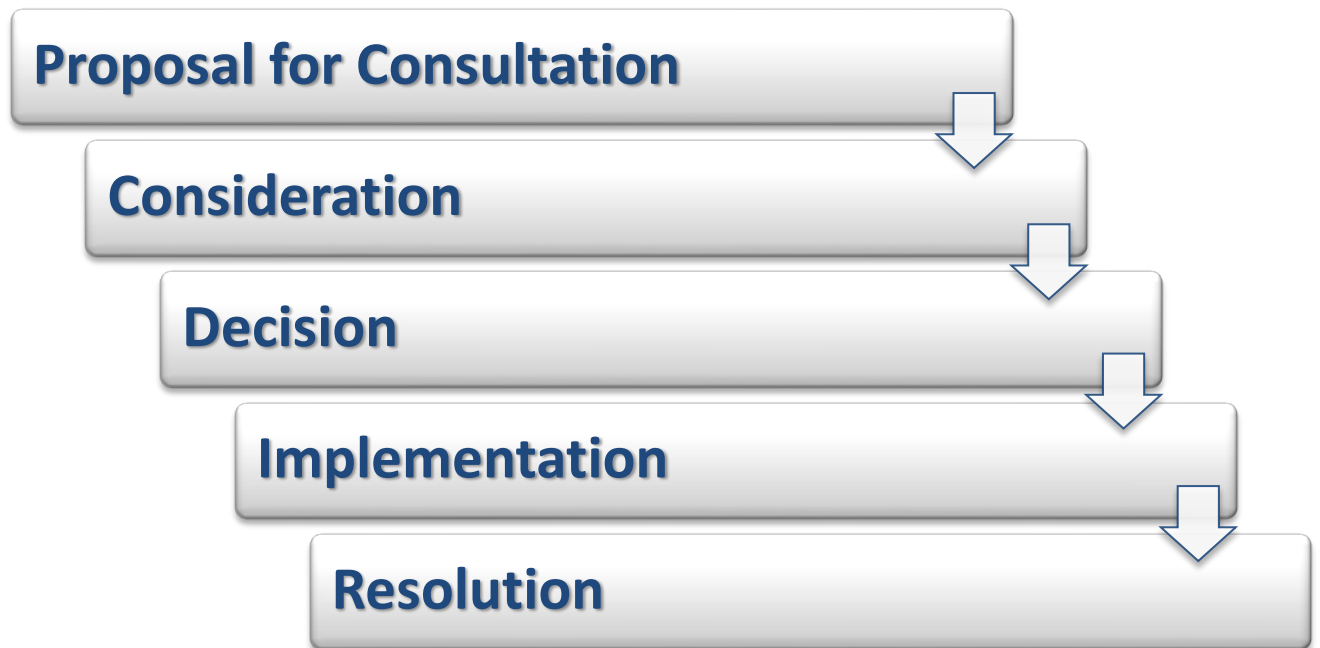 Proposal for Consultation
Consideration
Decision
Implementation
Resolution